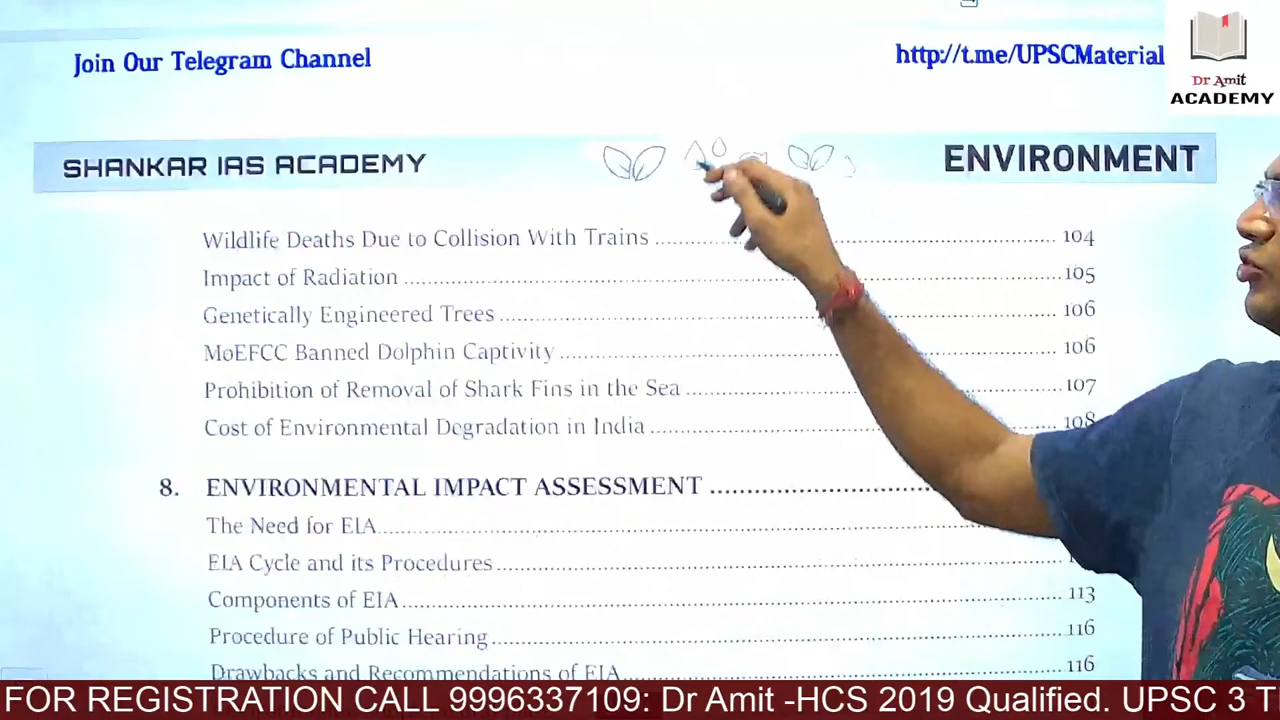 Join Our Telegram Channel
http://t.me/UPSCMaterial
Dr Amit
ACADEMY
SHANKAR IAS ACADEMY
ENVIRONMENT
Wildlife Deaths Due to Collision With Trains ........ 104
Impact of Radiation ........ 105
Genetically Engineered Trees ........ 106
MoEFCC Banned Dolphin Captivity ........ 106
Prohibition of Removal of Shark Fins in the Sea ........ 107
Cost of Environmental Degradation in India ........ 108
8. ENVIRONMENTAL IMPACT ASSESSMENT ........
The Need for EIA ........
EIA Cycle and its Procedures ........
Components of EIA ........ 113
Procedure of Public Hearing ........ 116
Drawbacks and Recommendations of EIA ........ 116
FOR REGISTRATION CALL 9996337109: Dr Amit -HCS 2019 Qualified. UPSC 3 T